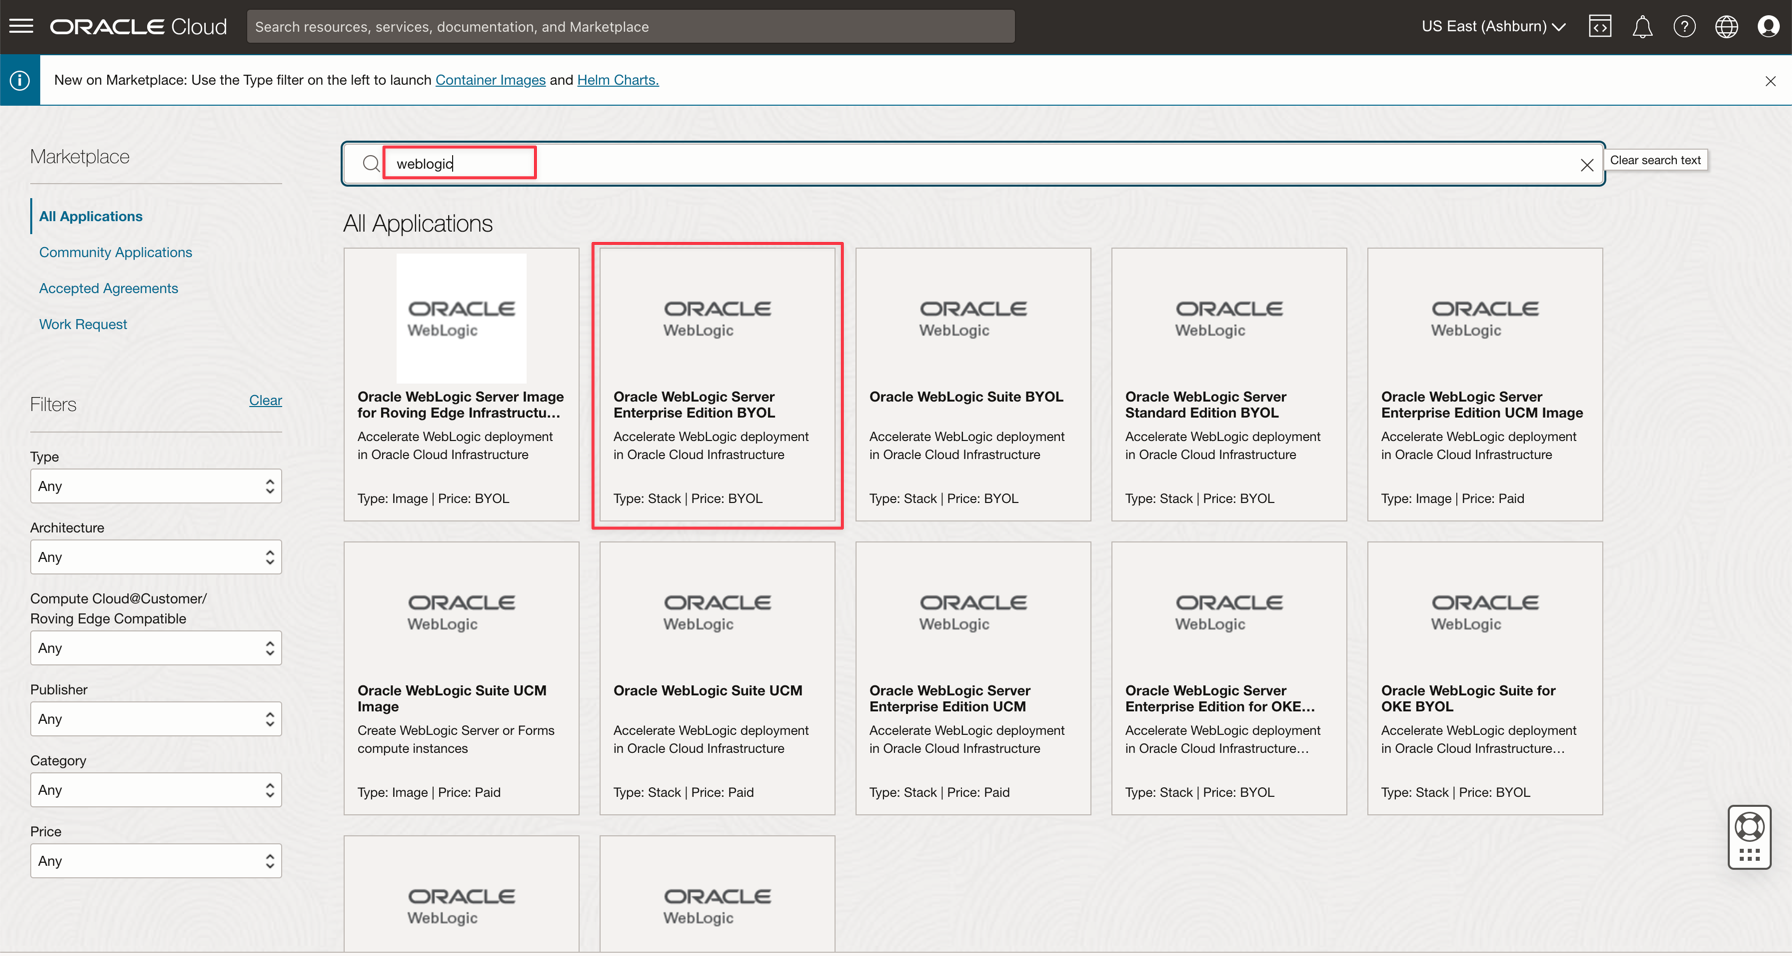 ORACLE Cloud
Search resources, services, documentation, and Marketplace
US East (Ashburn)
New on Marketplace: Use the Type filter on the left to launch Container Images and Helm Charts.
Marketplace
All Applications
Community Applications
Accepted Agreements
Work Request
Filters
Clear
Type
Any
Architecture
Any
Compute Cloud@Customer/
Roving Edge Compatible
Any
Publisher
Any
Category
Any
Price
Any
weblogic
Clear search text
All Applications
ORACLE
WebLogic
Oracle WebLogic Server Image
for Roving Edge Infrastructu...
Accelerate WebLogic deployment
in Oracle Cloud Infrastructure
Type: Image | Price: BYOL
ORACLE
WebLogic
Oracle WebLogic Server
Enterprise Edition BYOL
Accelerate WebLogic deployment
in Oracle Cloud Infrastructure
Type: Stack | Price: BYOL
ORACLE
WebLogic
Oracle WebLogic Suite BYOL
Accelerate WebLogic deployment
in Oracle Cloud Infrastructure
Type: Stack | Price: BYOL
ORACLE
WebLogic
Oracle WebLogic Server
Standard Edition BYOL
Accelerate WebLogic deployment
in Oracle Cloud Infrastructure
Type: Stack | Price: BYOL
ORACLE
WebLogic
Oracle WebLogic Server
Enterprise Edition UCM Image
Accelerate WebLogic deployment
in Oracle Cloud Infrastructure
Type: Image | Price: Paid
ORACLE
WebLogic
Oracle WebLogic Suite UCM
Image
Create WebLogic Server or Forms
compute instances
Type: Image | Price: Paid
ORACLE
WebLogic
Oracle WebLogic Suite UCM
Accelerate WebLogic deployment
in Oracle Cloud Infrastructure
Type: Stack | Price: Paid
ORACLE
WebLogic
Oracle WebLogic Server
Enterprise Edition UCM
Accelerate WebLogic deployment
in Oracle Cloud Infrastructure
Type: Stack | Price: Paid
ORACLE
WebLogic
Oracle WebLogic Server
Enterprise Edition for OKE...
Accelerate WebLogic deployment
in Oracle Cloud Infrastructure...
Type: Stack | Price: BYOL
ORACLE
WebLogic
Oracle WebLogic Suite for
OKE BYOL
Accelerate WebLogic deployment
in Oracle Cloud Infrastructure...
Type: Stack | Price: BYOL
ORACLE
WebLogic
ORACLE
WebLogic